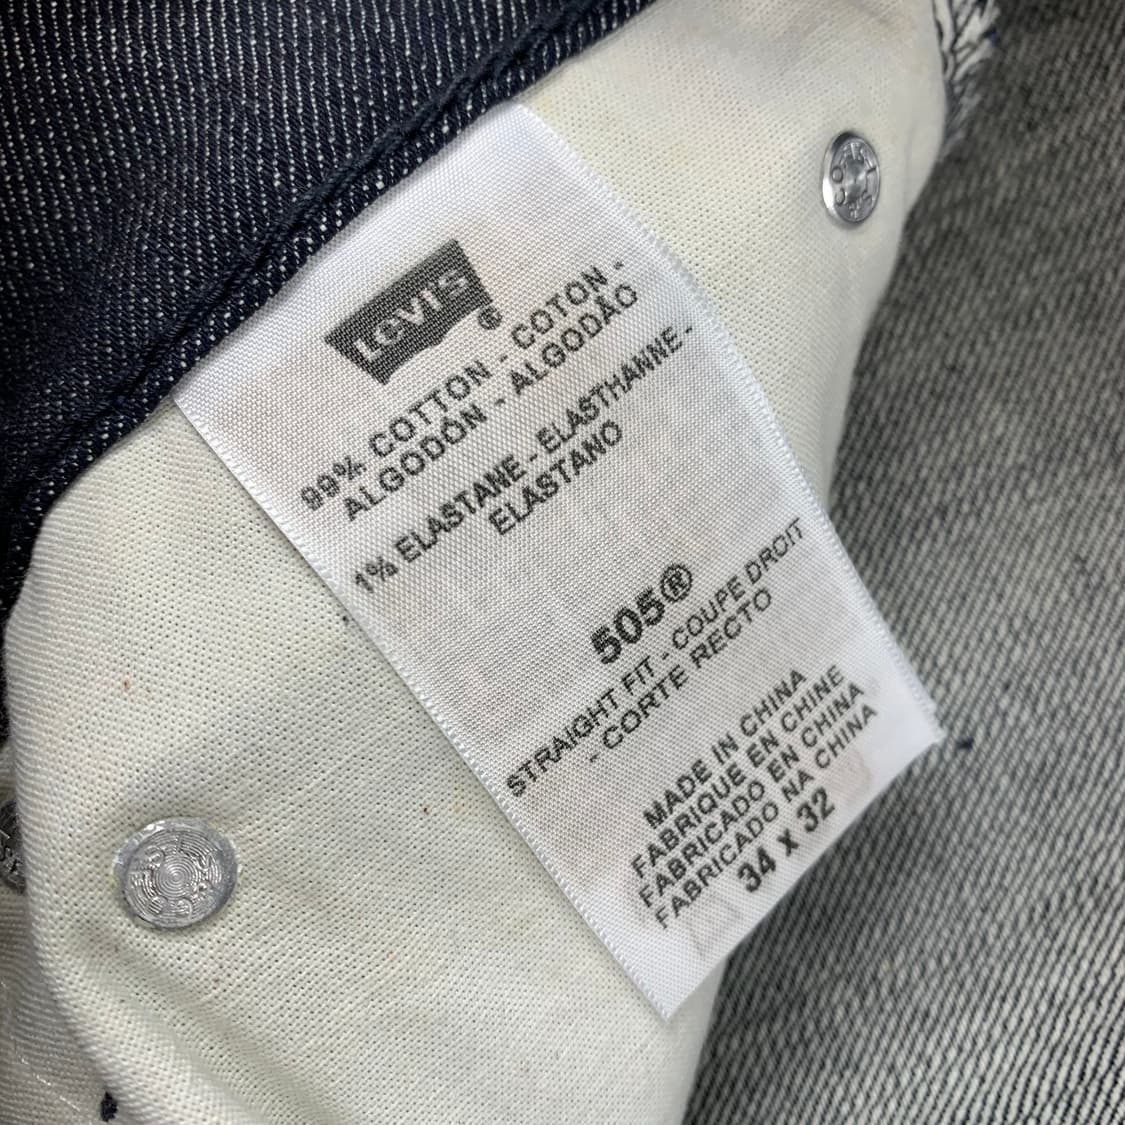 Levi's®
99% COTTON - COTON -
ALGODÓN - ALGODÃO
1% ELASTANE - ELASTHANNE -
ELASTANO
505®
STRAIGHT FIT - COUPE DROIT
- CORTE RECTO
MADE IN CHINA
FABRIQUE EN CHINE
FABRICADO EN CHINA
FABRICADO NA CHINA
34 x 32